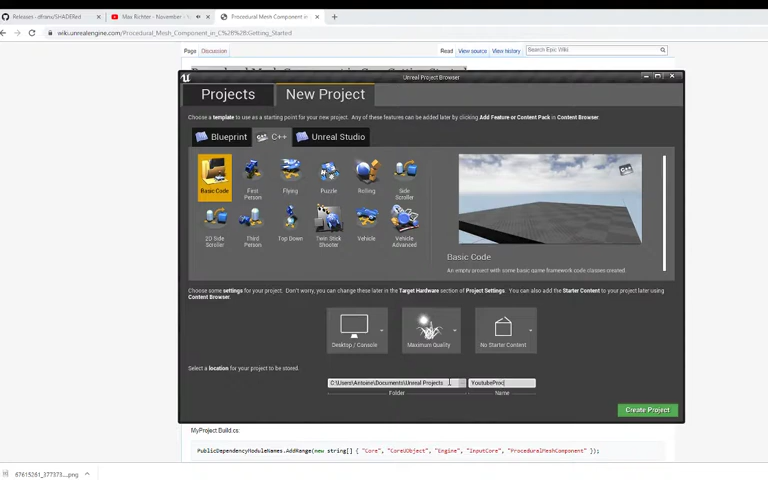 Releases - dhanu/SHADERed
Max Richter - November
Procedural Mesh Component in
wiki.unrealengine.com/Procedural_Mesh_Component_in_C%2B%2B:Getting_Started
Page Discussion Read View source View history Search Epic Wiki
Unreal Project Browser
Projects New Project
Choose a template to use as a starting point for your new project. Any of these features can be added later by clicking Add Feature or Content Pack in Content Browser.
Blueprint C++ Unreal Studio
Basic Code First Person Flying Puzzle Rolling Side Scroller
2D Side Scroller Third Person Top Down Twin Stick Shooter Vehicle Vehicle Advanced
Basic Code
An empty project with some basic game framework code classes created.
Choose some settings for your project. Don't worry, you can change these later in the Target Hardware section of Project Settings. You can also add the Starter Content to your project later using
Content Browser.
Desktop / Console Maximum Quality No Starter Content
Select a location for your project to be stored.
C:\Users\Antoine\Documents\Unreal Projects ... YoutubeProc
Folder Name
Create Project
MyProject Build.cs:
PublicDependencyModuleNames.AddRange(new string[] { "Core", "CoreUObject", "Engine", "InputCore", "ProceduralMeshComponent" });
67615261_377373....png